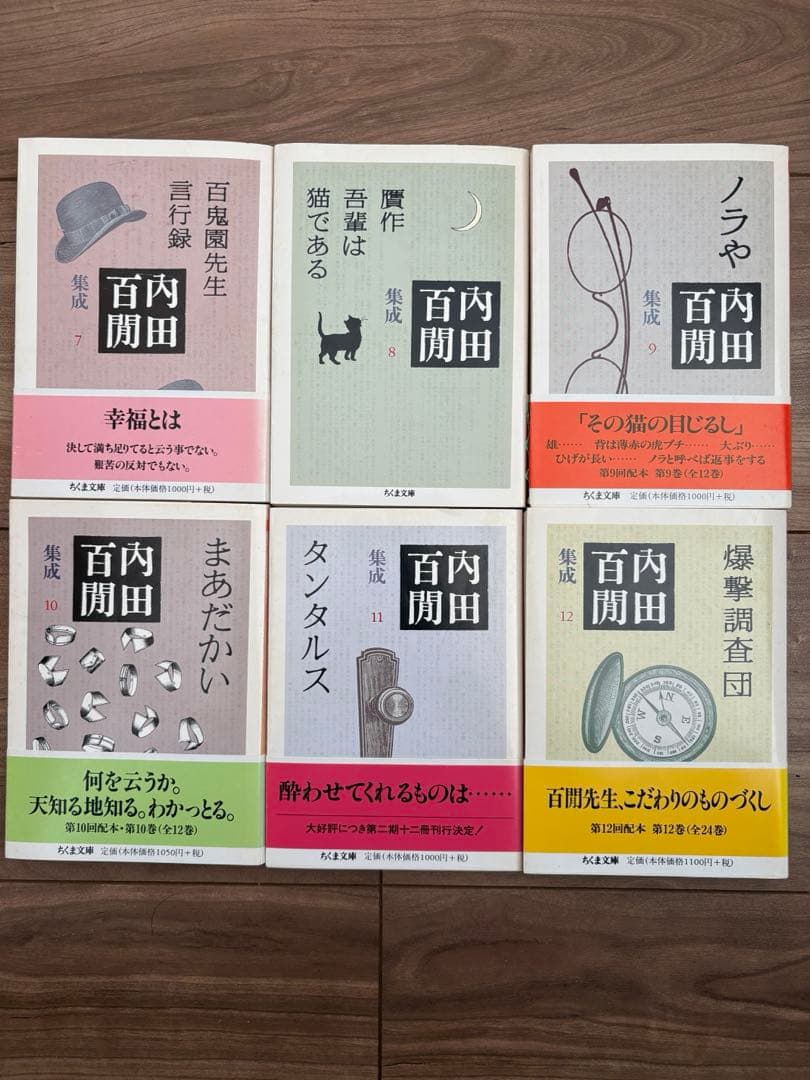 百鬼園先生
言行録
内田
百閒
集成
7
幸福とは
決して満ち足りてると云う事でない。
艱苦の反対でもない。
ちくま文庫 定価(本体価格1000円+税)
贋作
吾輩は
猫である
内田
百閒
集成
8
ちくま文庫
ノラや
内田
百閒
集成
9
「その猫の目じるし」
雄…… 背は薄赤の虎ブチ…… 大ぶり……
ひげが長い…… ノラと呼べば返事をする
第9回配本 第9巻(全12巻)
ちくま文庫 定価(本体価格1000円+税)
まあだかい
内田
百閒
集成
10
何を云うか。
天知る地知る。わかっとる。
第10回配本・第10巻(全12巻)
ちくま文庫 定価(本体価格1050円+税)
タンタルス
内田
百閒
集成
11
酔わせてくれるものは……
大好評につき第二期十二冊刊行決定!
ちくま文庫 定価(本体価格1000円+税)
爆撃調査団
内田
百閒
集成
12
N
E
S
W
百閒先生、こだわりのものづくし
第12回配本 第12巻(全24巻)
ちくま文庫 定価(本体価格1100円+税)